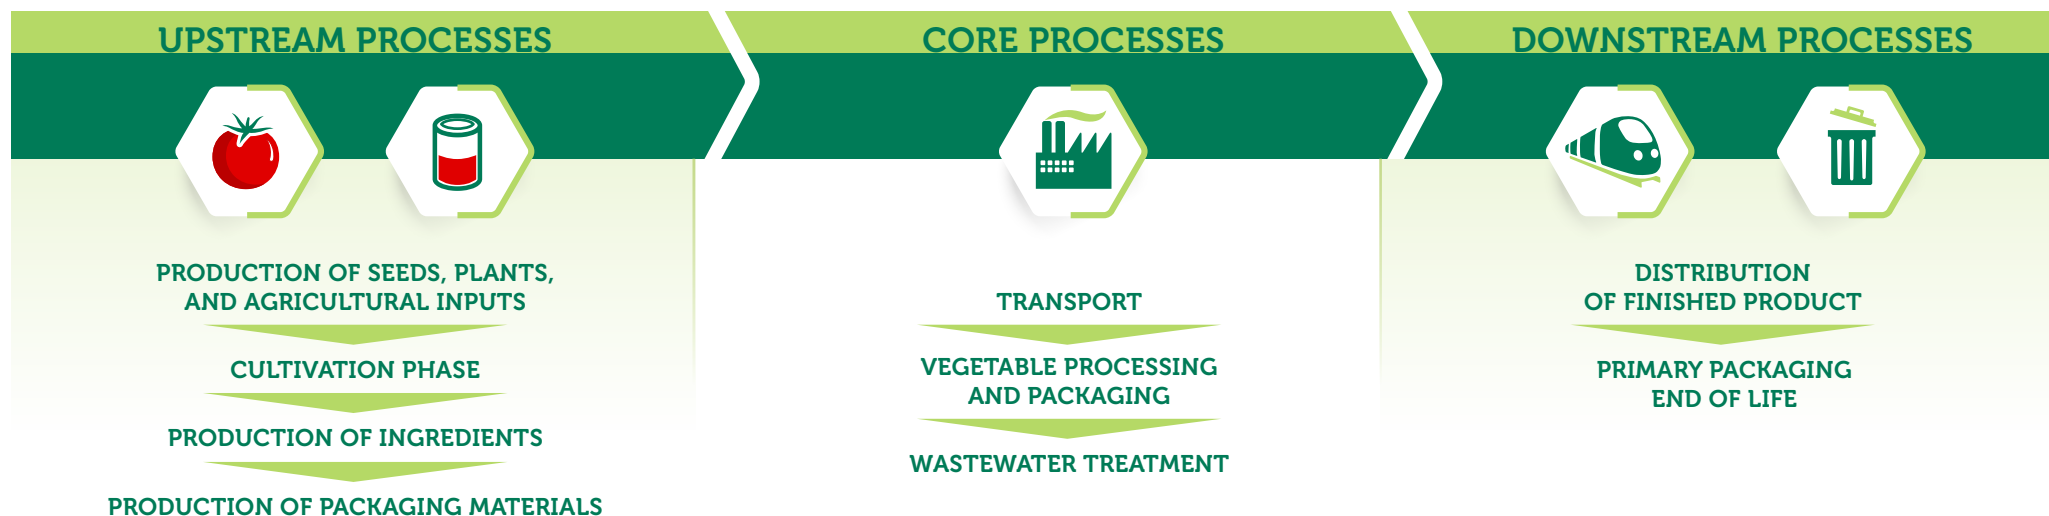 UPSTREAM PROCESSES
PRODUCTION OF SEEDS, PLANTS,
AND AGRICULTURAL INPUTS
CULTIVATION PHASE
PRODUCTION OF INGREDIENTS
PRODUCTION OF PACKAGING MATERIALS
CORE PROCESSES
TRANSPORT
VEGETABLE PROCESSING
AND PACKAGING
WASTEWATER TREATMENT
DOWNSTREAM PROCESSES
DISTRIBUTION
OF FINISHED PRODUCT
PRIMARY PACKAGING
END OF LIFE